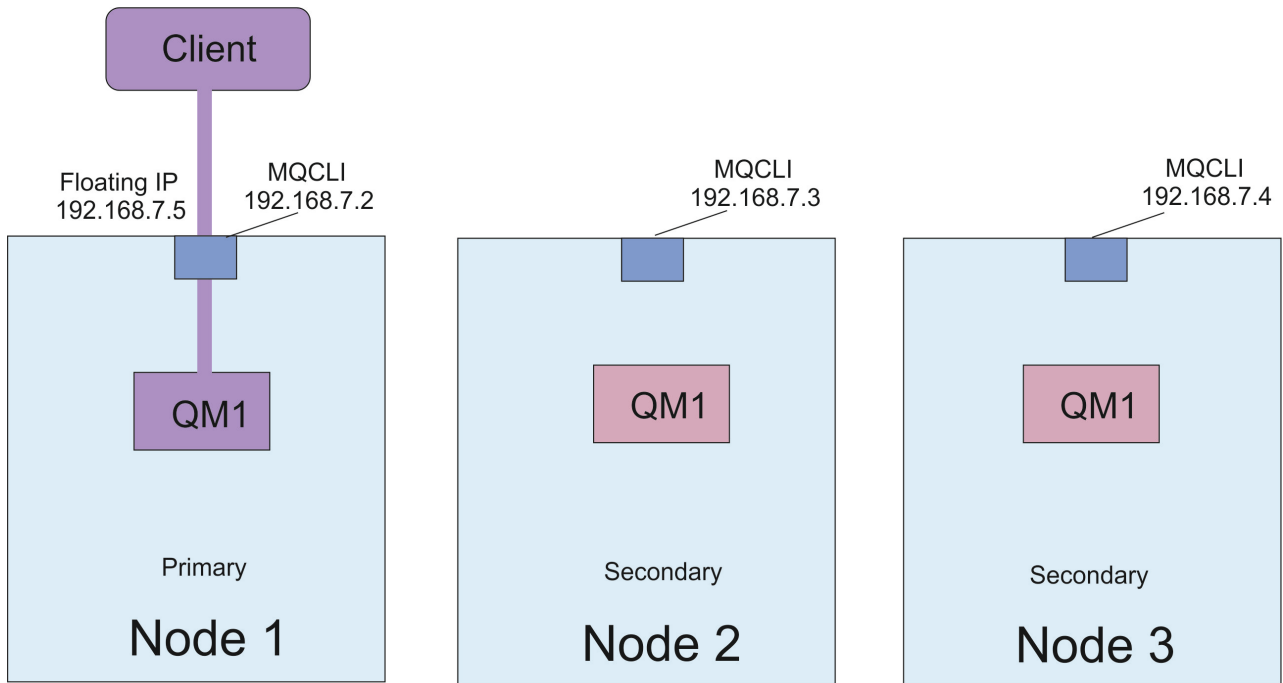 Client
Floating IP
192.168.7.5
MQCLI
192.168.7.2
MQCLI
192.168.7.3
MQCLI
192.168.7.4
QM1
QM1
QM1
Primary
Secondary
Secondary
Node 1
Node 2
Node 3